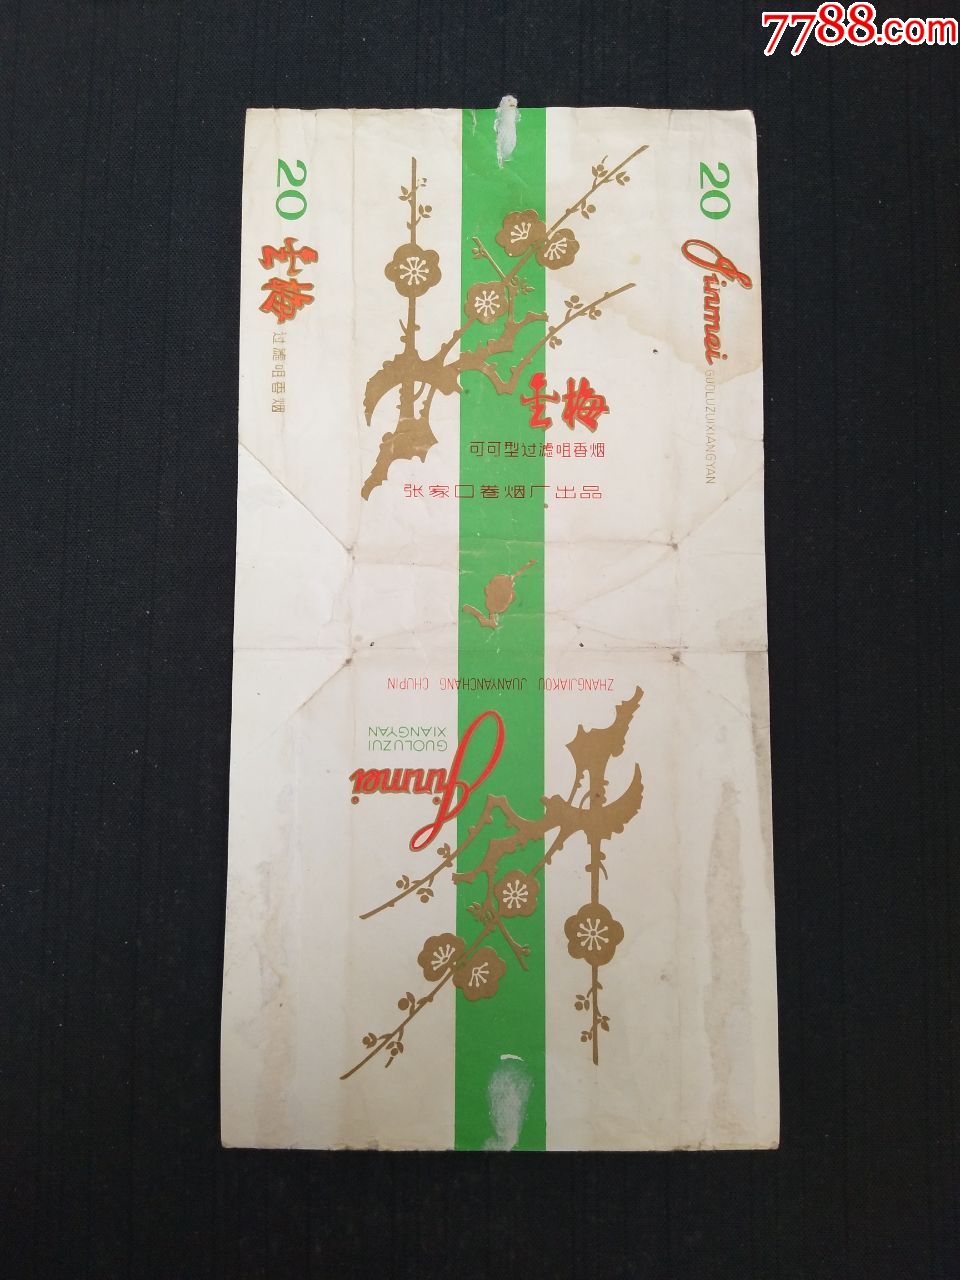 7788.com
20
金梅
过滤咀香烟
20
Jinmei
GUOLUZUIXIANGYAN
金梅
可可型过滤咀香烟
张家口卷烟厂出品
ZHANGJIAKOU JUANYANCHANG CHUPIN
Jinmei
GUOLUZUI
XIANGYAN